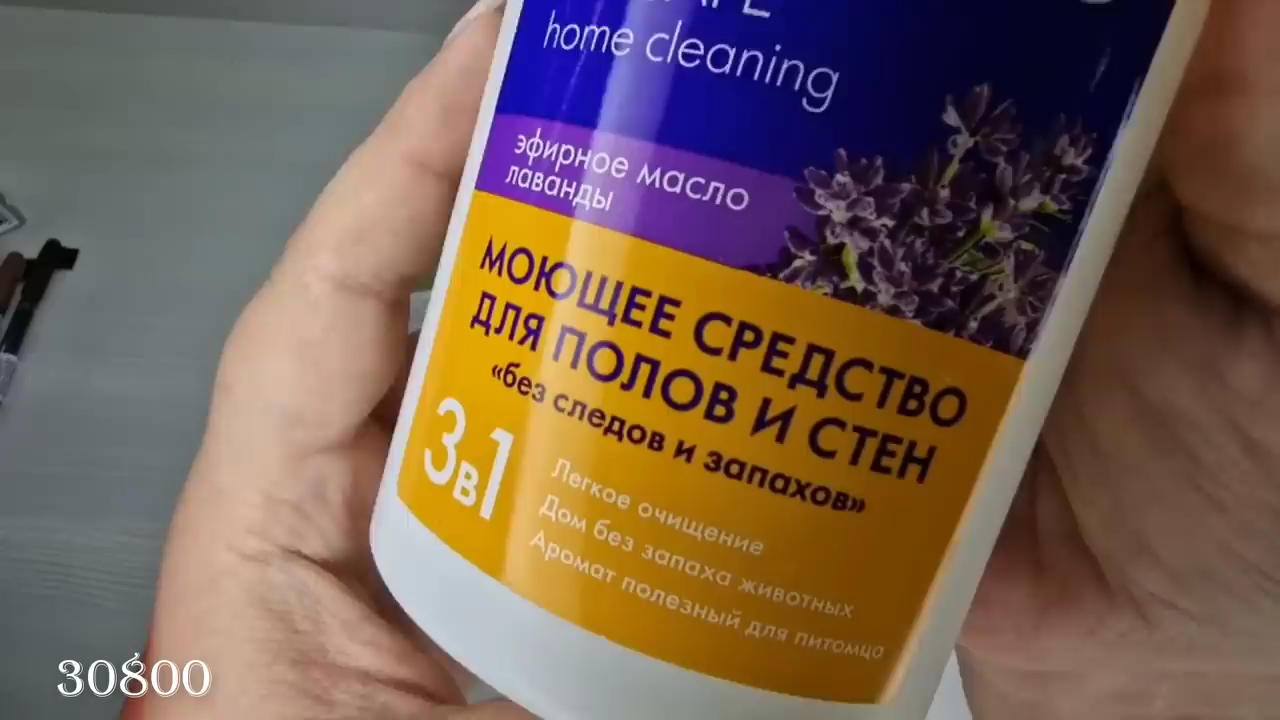 home cleaning
эфирное масло
лаванды
МОЮЩЕЕ СРЕДСТВО
ДЛЯ ПОЛОВ И СТЕН
«без следов и запахов»
3в1
Легкое очищение
Дом без запаха животных
Аромат полезный для питомца
30800